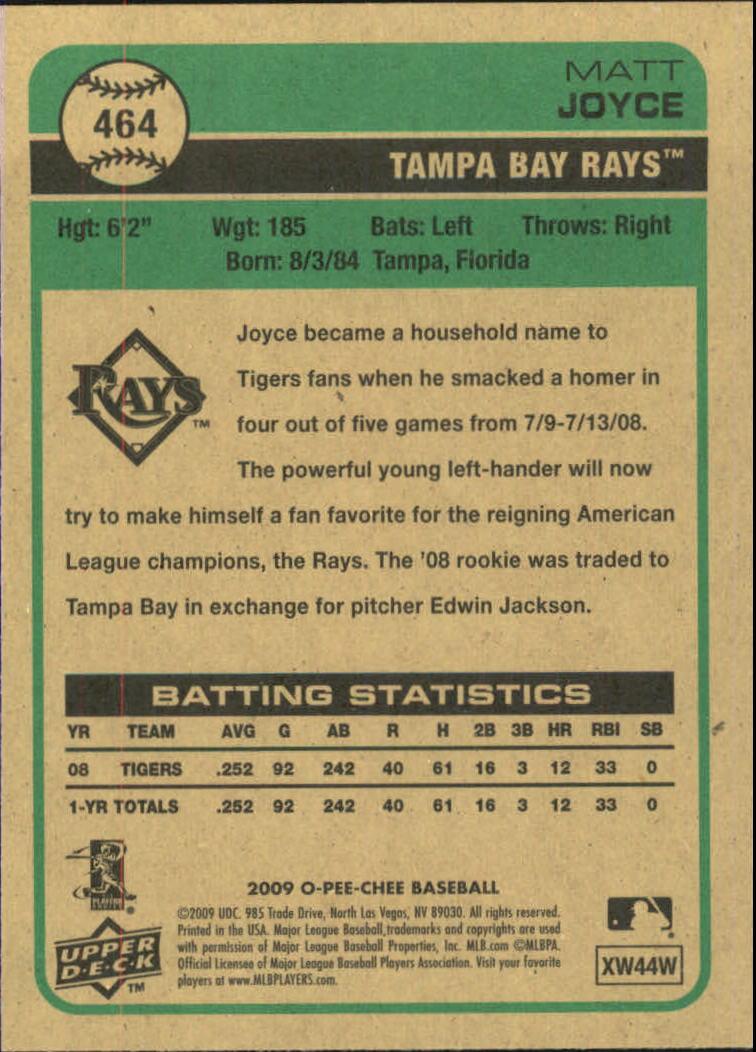 MATT
JOYCE
464
TAMPA BAY RAYS™
Hgt: 6'2" Wgt: 185 Bats: Left Throws: Right
Born: 8/3/84 Tampa, Florida
RAYS™
Joyce became a household name to
Tigers fans when he smacked a homer in
four out of five games from 7/9-7/13/08.
The powerful young left-hander will now
try to make himself a fan favorite for the reigning American
League champions, the Rays. The '08 rookie was traded to
Tampa Bay in exchange for pitcher Edwin Jackson.
BATTING STATISTICS
YR TEAM AVG G AB R H 2B 3B HR RBI SB
08 TIGERS .252 92 242 40 61 16 3 12 33 0
1-YR TOTALS .252 92 242 40 61 16 3 12 33 0
2009 O-PEE-CHEE BASEBALL
©2009 UDC. 985 Trade Drive, North Las Vegas, NV 89030. All rights reserved.
Printed in the USA. Major League Baseball,trademarks and copyrights are used
with permission of Major League Baseball Properties, Inc. MLB.com ©MLBPA.
Official Licensee of Major League Baseball Players Association. Visit your favorite
players at www.MLBPLAYERS.com.
UPPER
D·E·C·K
™
XW44W